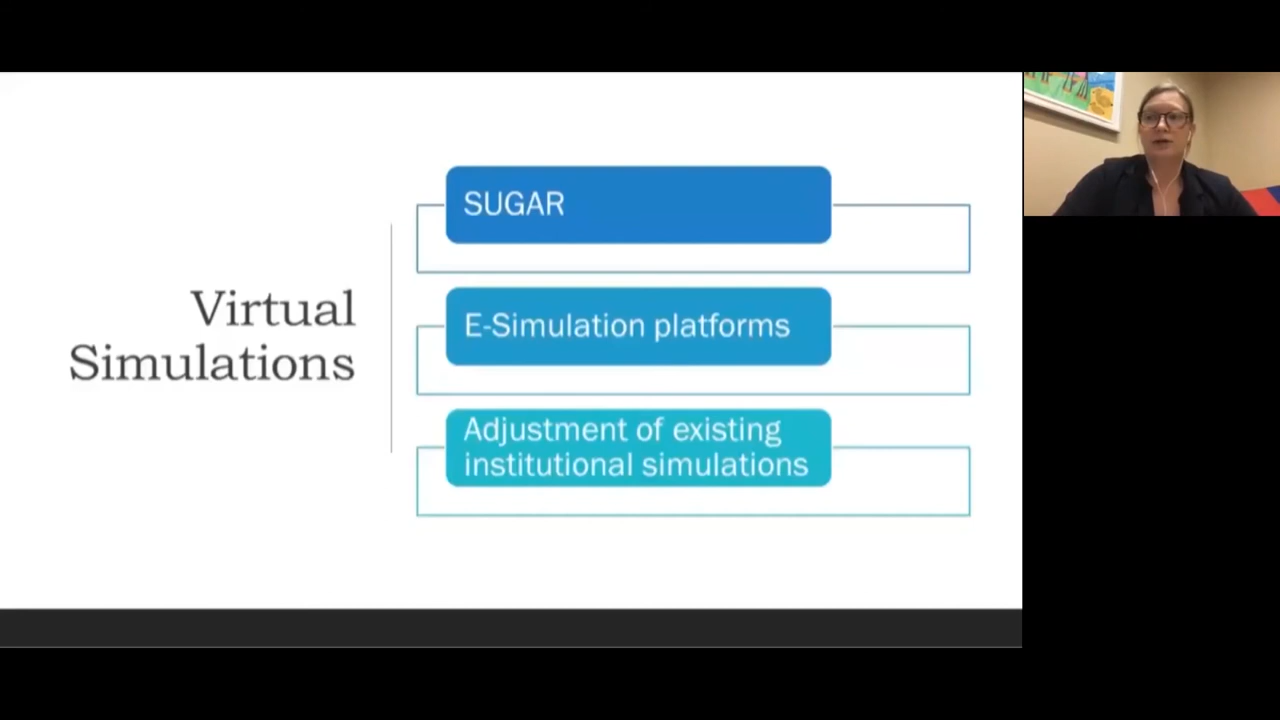 Virtual
Simulations
SUGAR
E-Simulation platforms
Adjustment of existing
institutional simulations